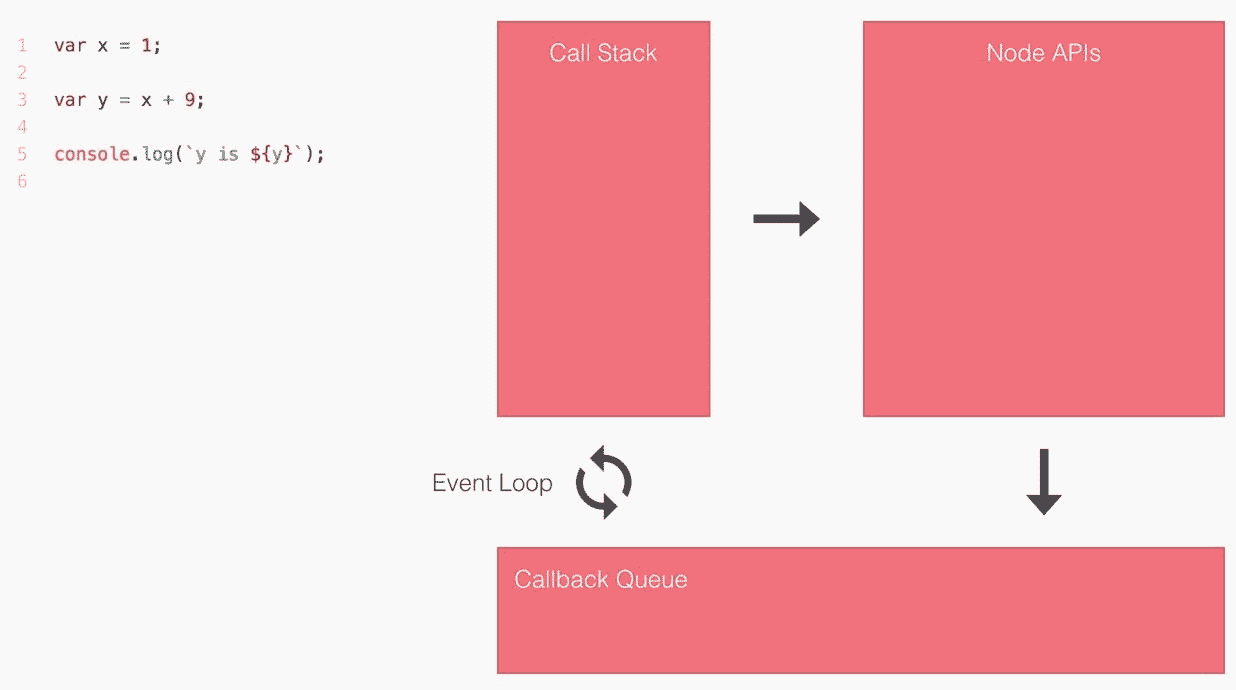 1 var x = 1;
2
3 var y = x + 9;
4
5 console.log(`y is ${y}`);
6
Call Stack
Node APIs
Event Loop
Callback Queue